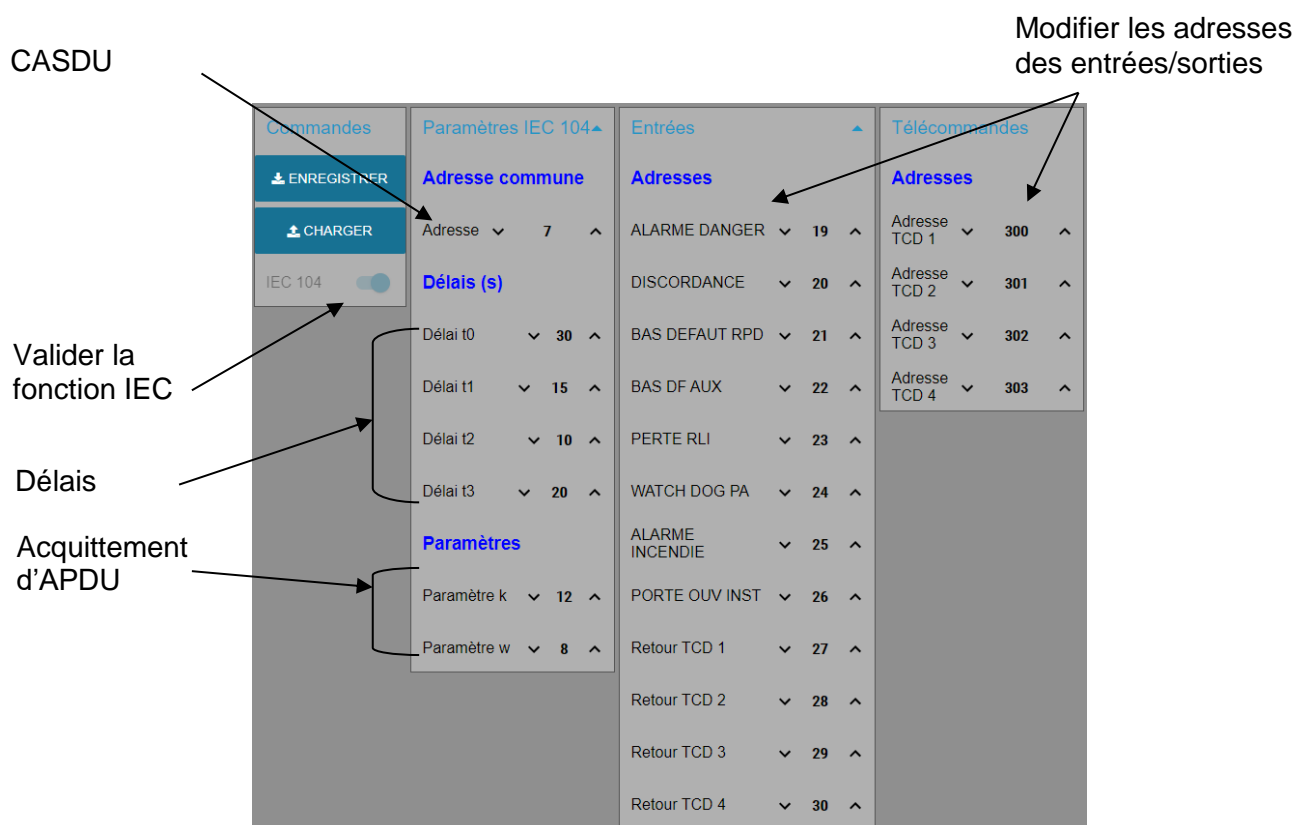 Modifier les adresses
des entrées/sorties
CASDU
Commandes
ENREGISTRER
CHARGER
IEC 104
Valider la
fonction IEC
Délais
Acquittement
d'APDU
Paramètres IEC 104
Adresse commune
Adresse 7
Délais (s)
Délai t0 30
Délai t1 15
Délai t2 10
Délai t3 20
Paramètres
Paramètre k 12
Paramètre w 8
Entrées
Adresses
ALARME DANGER 19
DISCORDANCE 20
BAS DEFAUT RPD 21
BAS DF AUX 22
PERTE RLI 23
WATCH DOG PA 24
ALARME
INCENDIE 25
PORTE OUV INST 26
Retour TCD 1 27
Retour TCD 2 28
Retour TCD 3 29
Retour TCD 4 30
Télécommandes
Adresses
Adresse
TCD 1 300
Adresse
TCD 2 301
Adresse
TCD 3 302
Adresse
TCD 4 303